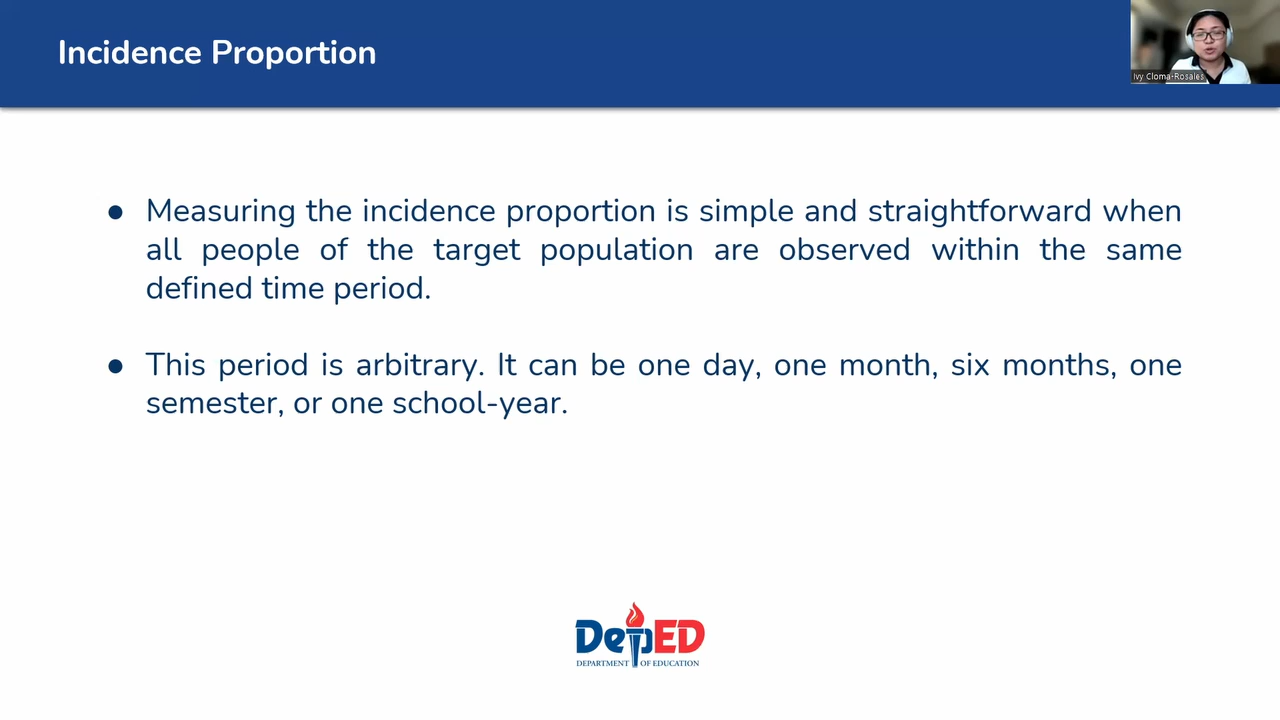 Incidence Proportion
Ivy Cloma-Rosales
● Measuring the incidence proportion is simple and straightforward when
all people of the target population are observed within the same
defined time period.
● This period is arbitrary. It can be one day, one month, six months, one
semester, or one school-year.
DepED
DEPARTMENT OF EDUCATION